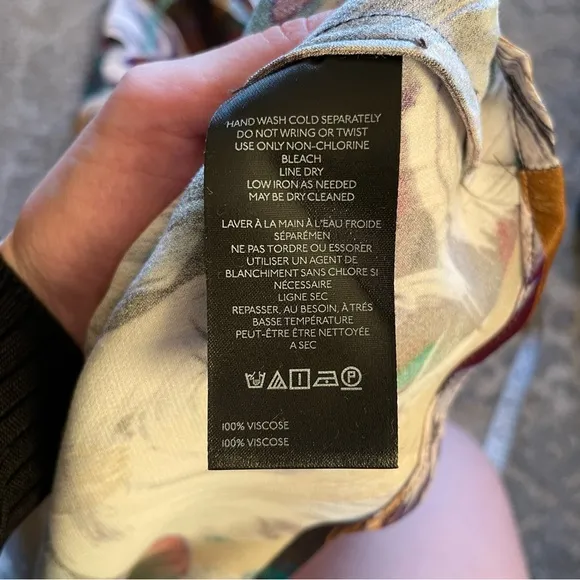 HAND WASH COLD SEPARATELY
DO NOT WRING OR TWIST
USE ONLY NON-CHLORINE
BLEACH
LINE DRY
LOW IRON AS NEEDED
MAY BE DRY CLEANED
LAVER À LA MAIN À L'EAU FROIDE
SÉPARÉMEN
NE PAS TORDRE OU ESSORER
UTILISER UN AGENT DE
BLANCHIMENT SANS CHLORE SI
NÉCESSAIRE
LIGNE SEC
REPASSER, AU BESOIN, À TRÉS
BASSE TEMPÉRATURE
PEUT-ÊTRE ÊTRE NETTOYÉE
A SEC
P
100% VISCOSE
100% VISCOSE